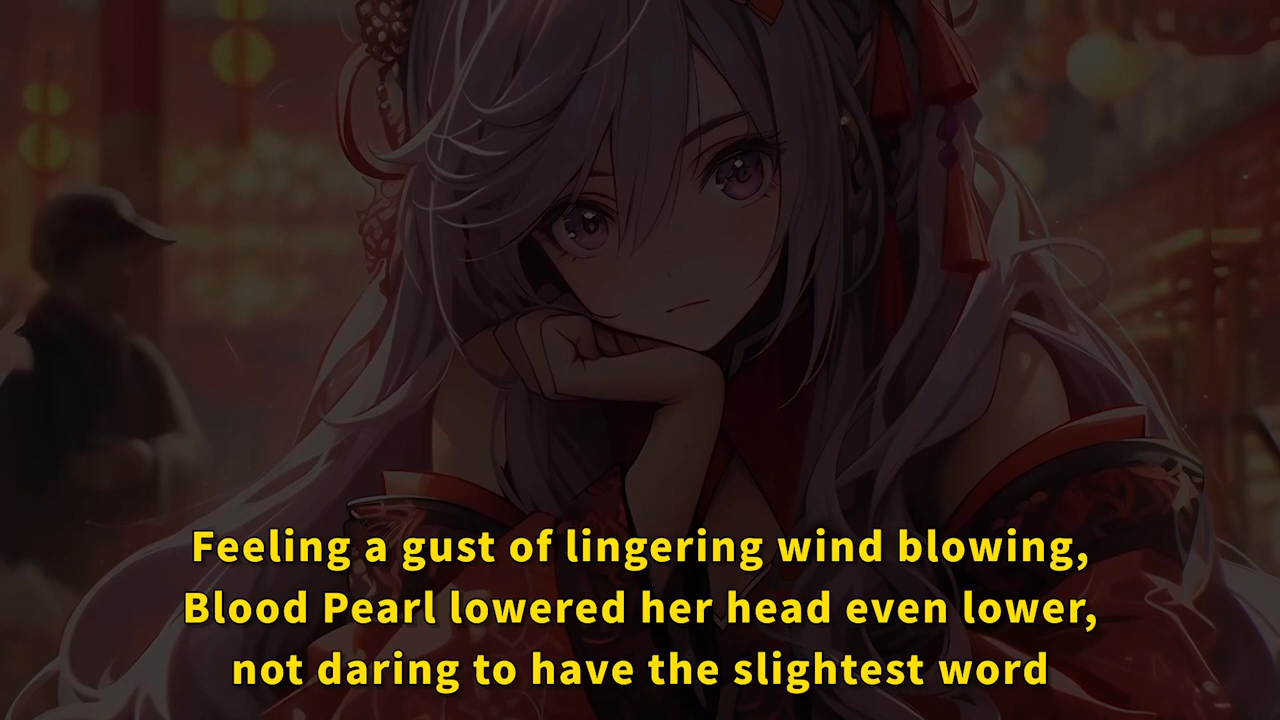 Feeling a gust of lingering wind blowing,
Blood Pearl lowered her head even lower,
not daring to have the slightest word